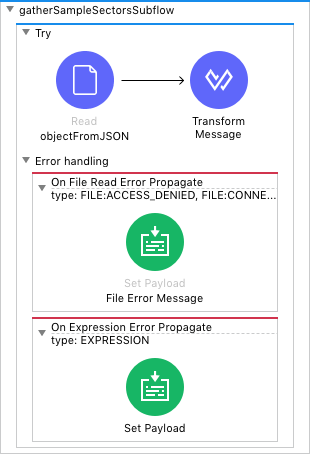 gatherSampleSectorsSubflow
Try
Read
objectFromJSON
Transform
Message
Error handling
On File Read Error Propagate
type: FILE:ACCESS_DENIED, FILE:CONNE...
Set Payload
File Error Message
On Expression Error Propagate
type: EXPRESSION
Set Payload